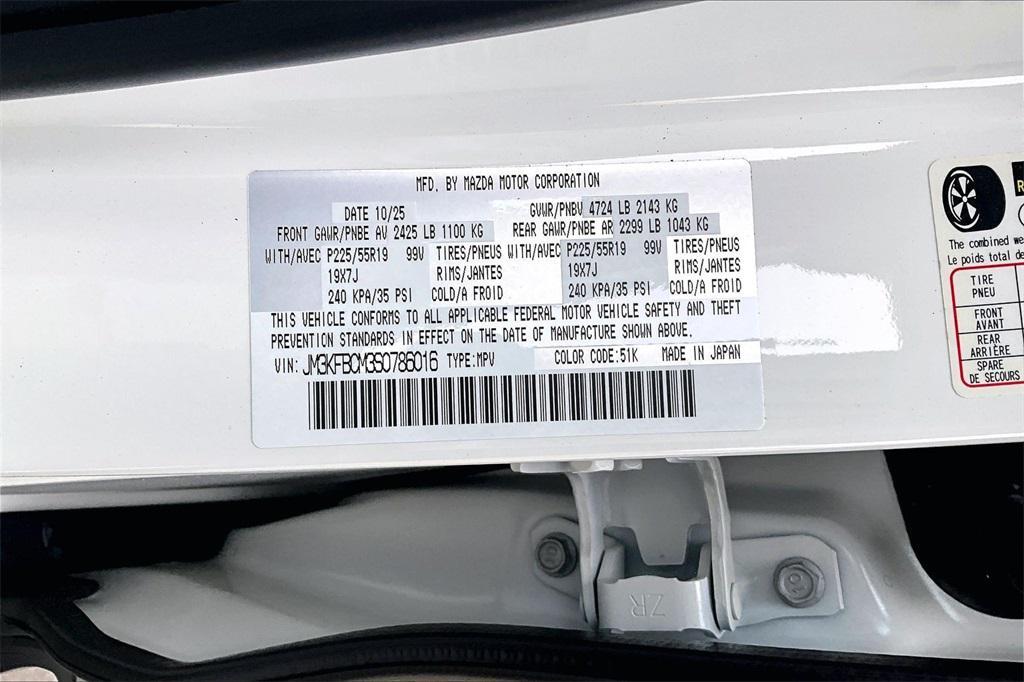 MFD. BY MAZDA MOTOR CORPORATION
DATE 10/25 GVWR/PNBV 4724 LB 2143 KG
FRONT GAWR/PNBE AV 2425 LB 1100 KG REAR GAWR/PNBE AR 2299 LB 1043 KG
WITH/AVEC P225/55R19 99V TIRES/PNEUS WITH/AVEC P225/55R19 99V TIRES/PNEUS
19X7J RIMS/JANTES 19X7J RIMS/JANTES
240 KPA/35 PSI COLD/A FROID 240 KPA/35 PSI COLD/A FROID
THIS VEHICLE CONFORMS TO ALL APPLICABLE FEDERAL MOTOR VEHICLE SAFETY AND THEFT
PREVENTION STANDARDS IN EFFECT ON THE DATE OF MANUFACTURE SHOWN ABOVE.
VIN: JM3KFBCM3S0786016 TYPE:MPV COLOR CODE:51K MADE IN JAPAN
The combined we
Le poids total de
TIRE
PNEU
FRONT
AVANT
REAR
ARRIÈRE
SPARE
DE SECOURS
ZR